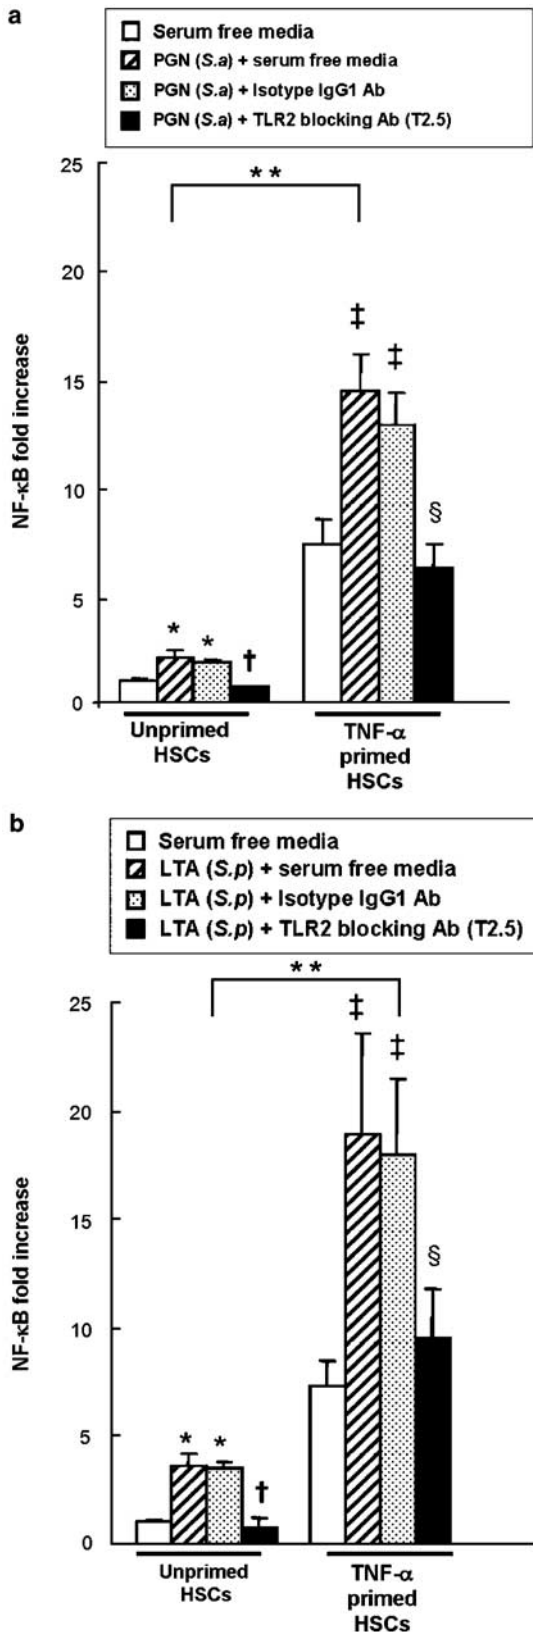 a
Serum free media
PGN (S.a) + serum free media
PGN (S.a) + Isotype IgG1 Ab
PGN (S.a) + TLR2 blocking Ab (T2.5)
NF-κB fold increase
25
20
15
10
5
0
**
*
*
†
‡
‡
§
Unprimed
HSCs
TNF-α
primed
HSCs
b
Serum free media
LTA (S.p) + serum free media
LTA (S.p) + Isotype IgG1 Ab
LTA (S.p) + TLR2 blocking Ab (T2.5)
NF-κB fold increase
25
20
15
10
5
0
**
*
*
†
‡
‡
§
Unprimed
HSCs
TNF-α
primed
HSCs